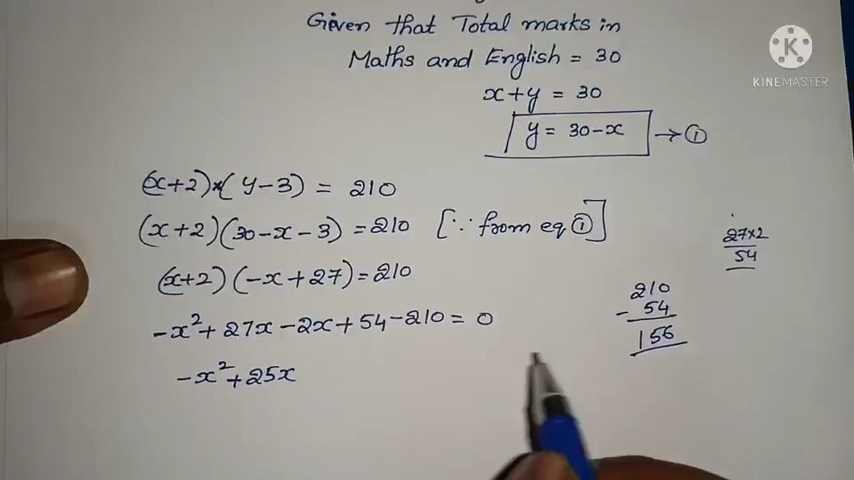 Given that Total marks in
Maths and English = 30
x+y = 30
y = 30-x → ①
(x+2)×(y-3) = 210
(x+2)(30-x-3) = 210 [∵ from eq ①]
(x+2)(-x+27) = 210
-x²+27x-2x+54-210 = 0
-x²+25x
27×2
54
210
- 54
156
K
KINEMASTER